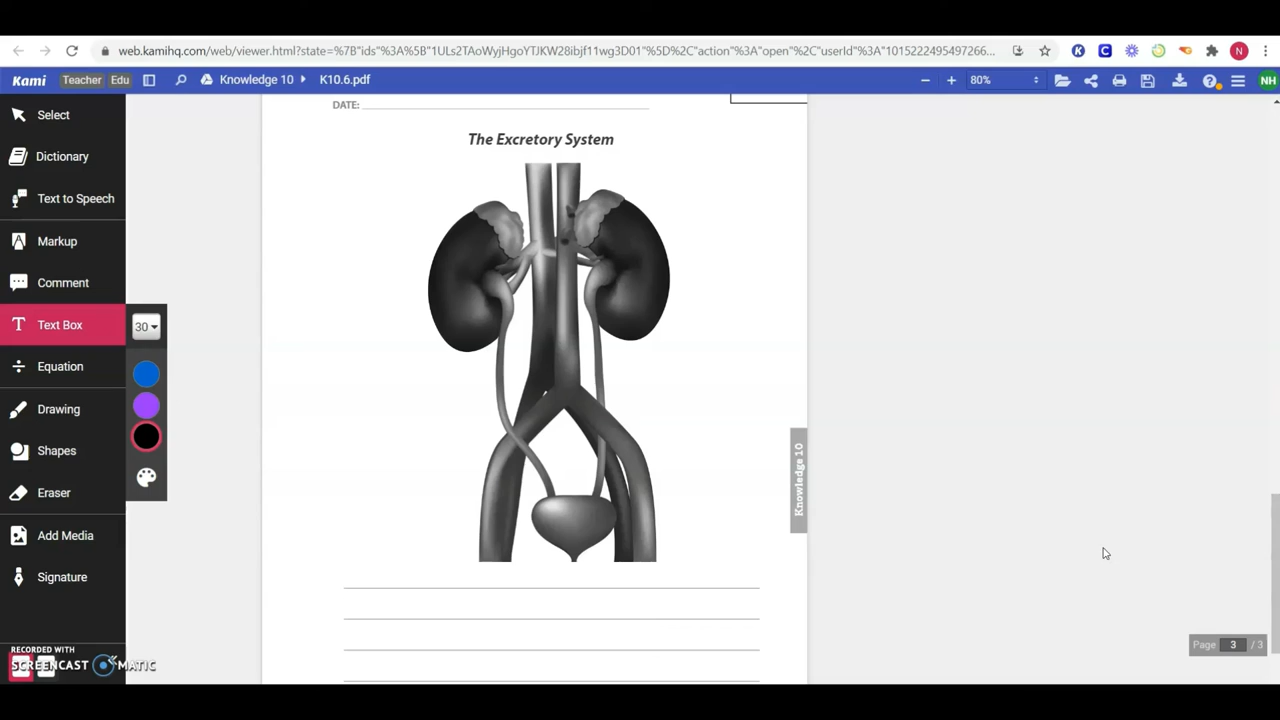 web.kamihq.com/web/viewer.html?state=%7B"ids"%3A%5B"1ULs2TAoWyjHgoYTJKW28ibjf11wg3D01"%5D%2C"action"%3A"open"%2C"userId"%3A"1015222495497266...
N
Kami Teacher Edu Knowledge 10 K10.6.pdf 80% NH
DATE:
The Excretory System
Select
Dictionary
Text to Speech
Markup
Comment
Text Box
30
Equation
Drawing
Shapes
Eraser
Add Media
Signature
Knowledge 10
Page 3 / 3
RECORDED WITH
SCREENCAST MATIC